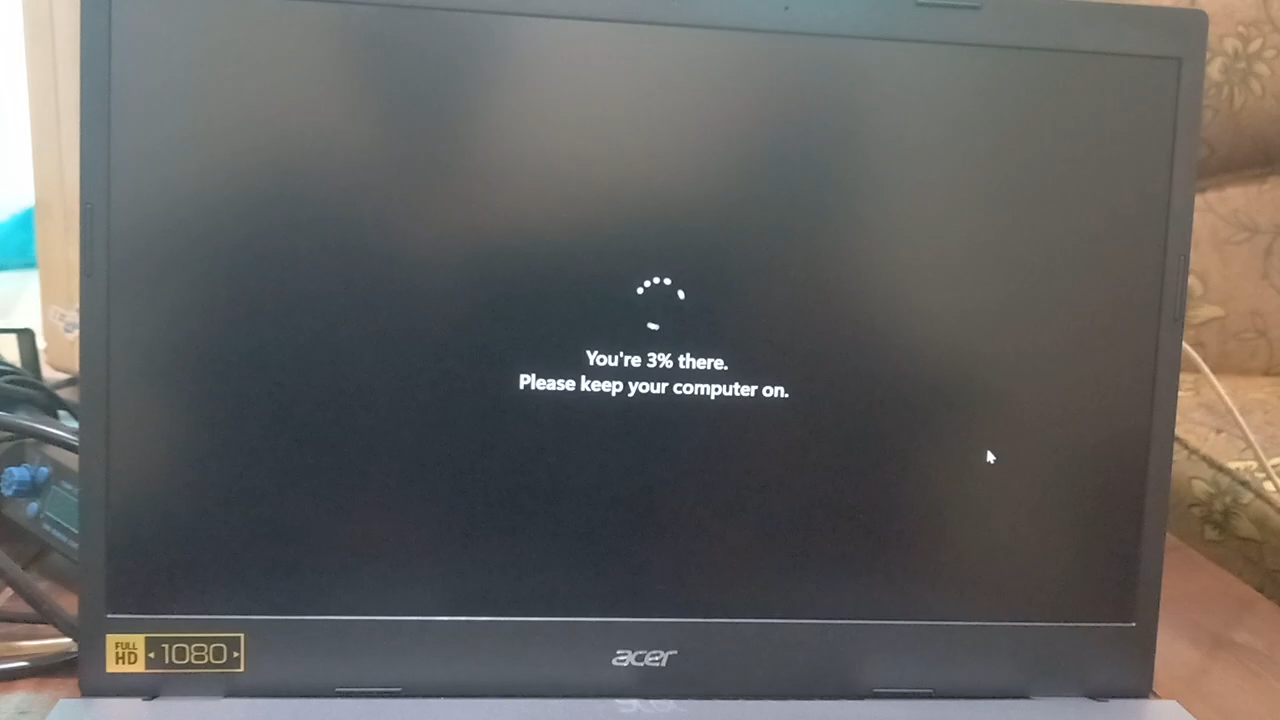 You're 3% there.
Please keep your computer on.
FULL
HD
1080
acer